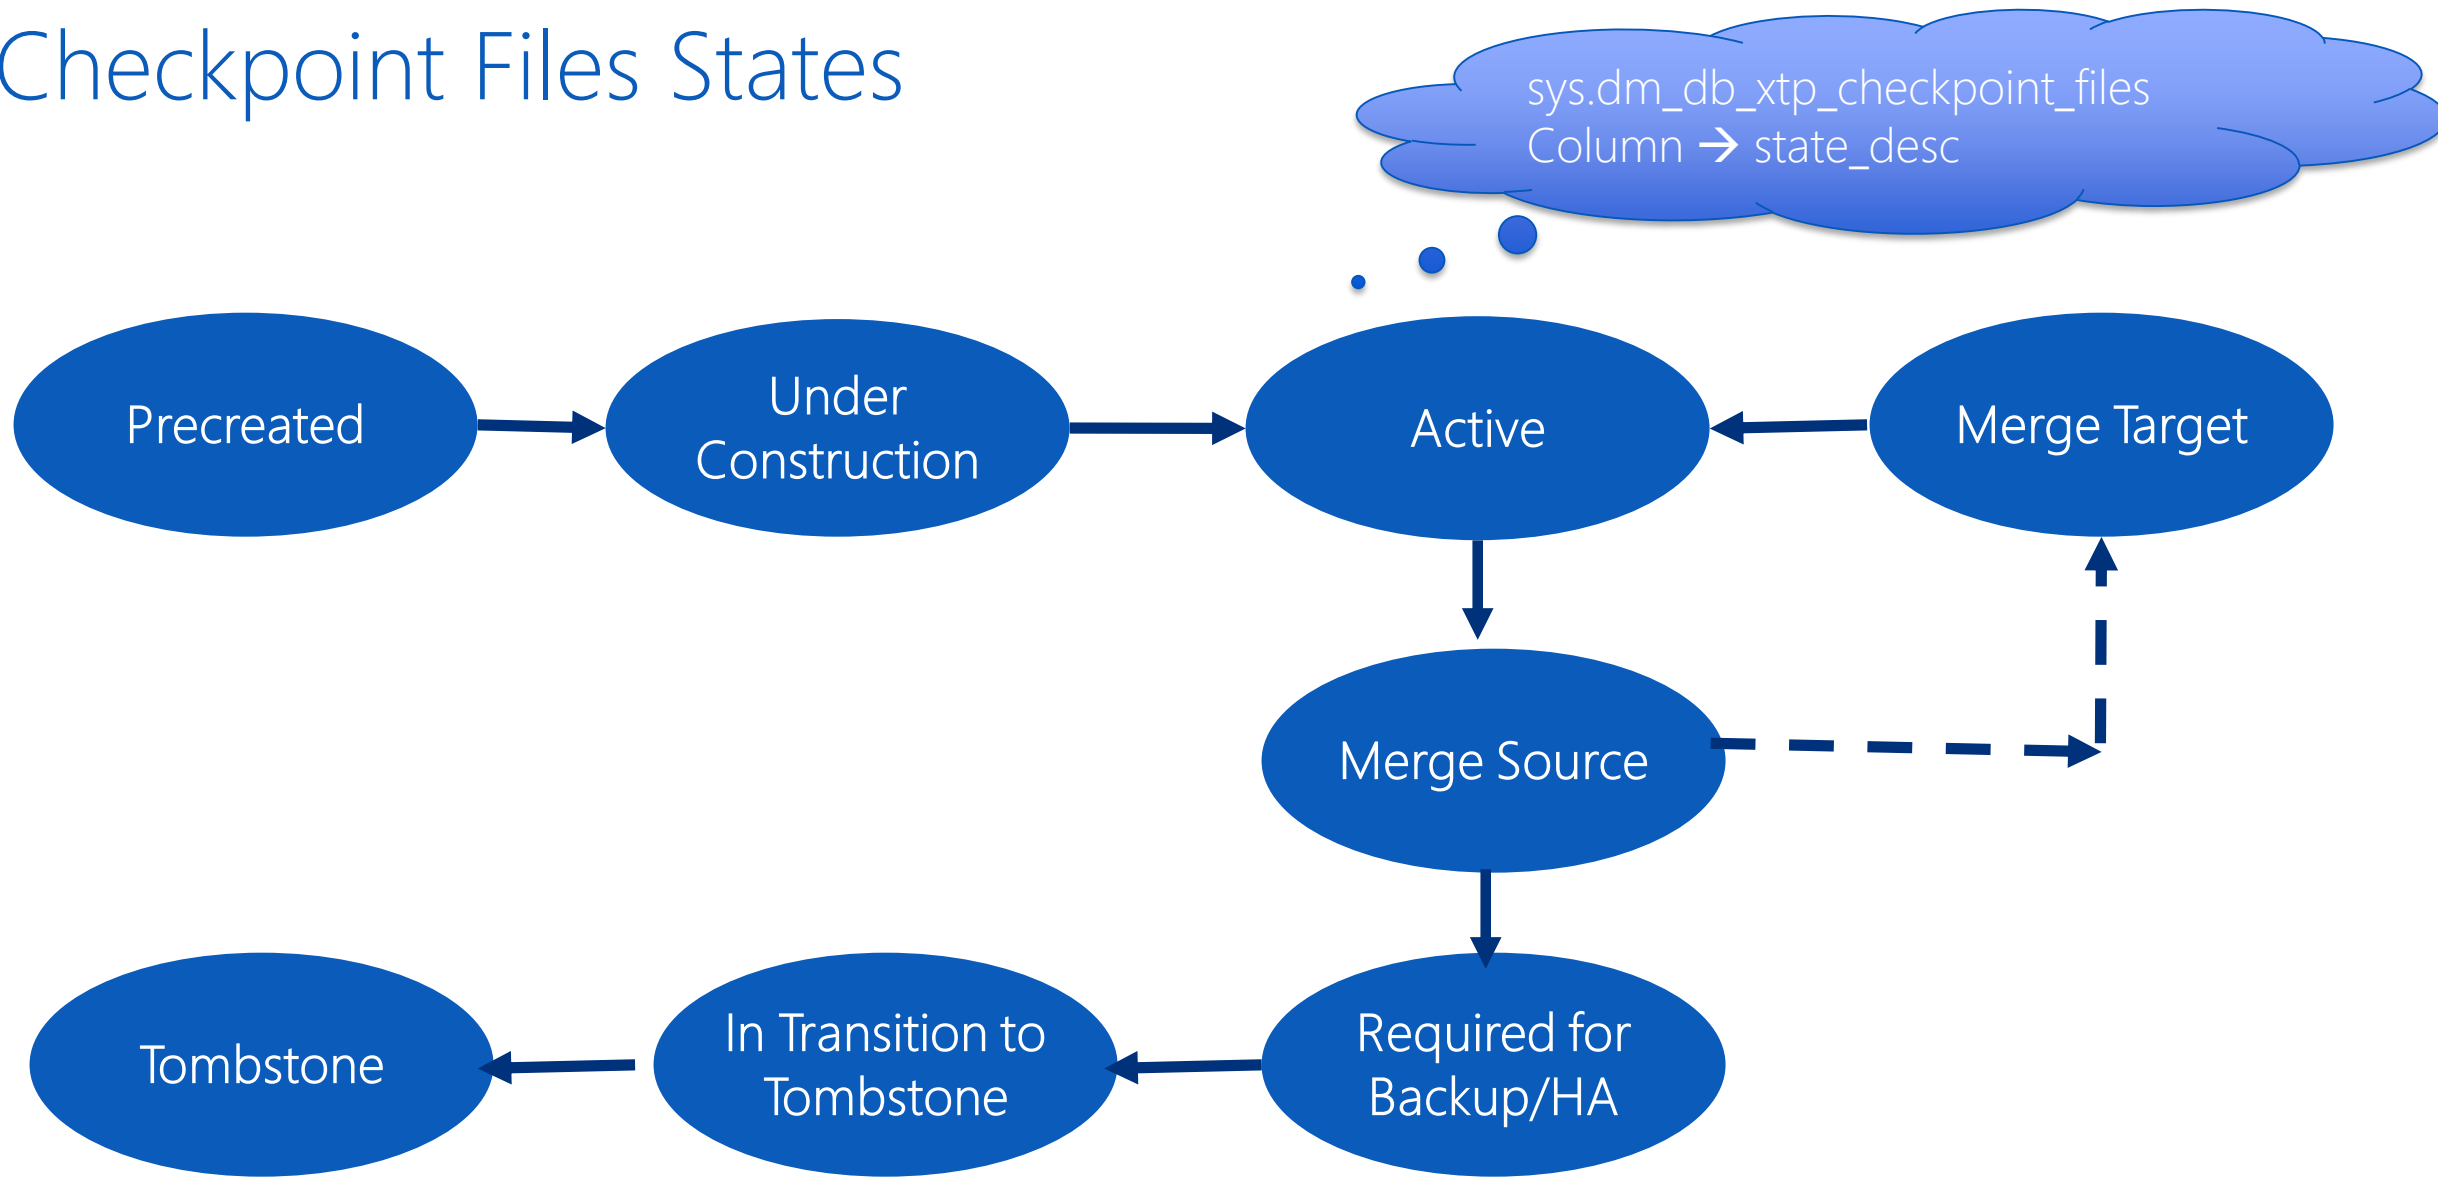 Checkpoint Files States
sys.dm_db_xtp_checkpoint_files
Column → state_desc
Precreated
Under
Construction
Active
Merge Target
Merge Source
Tombstone
In Transition to
Tombstone
Required for
Backup/HA